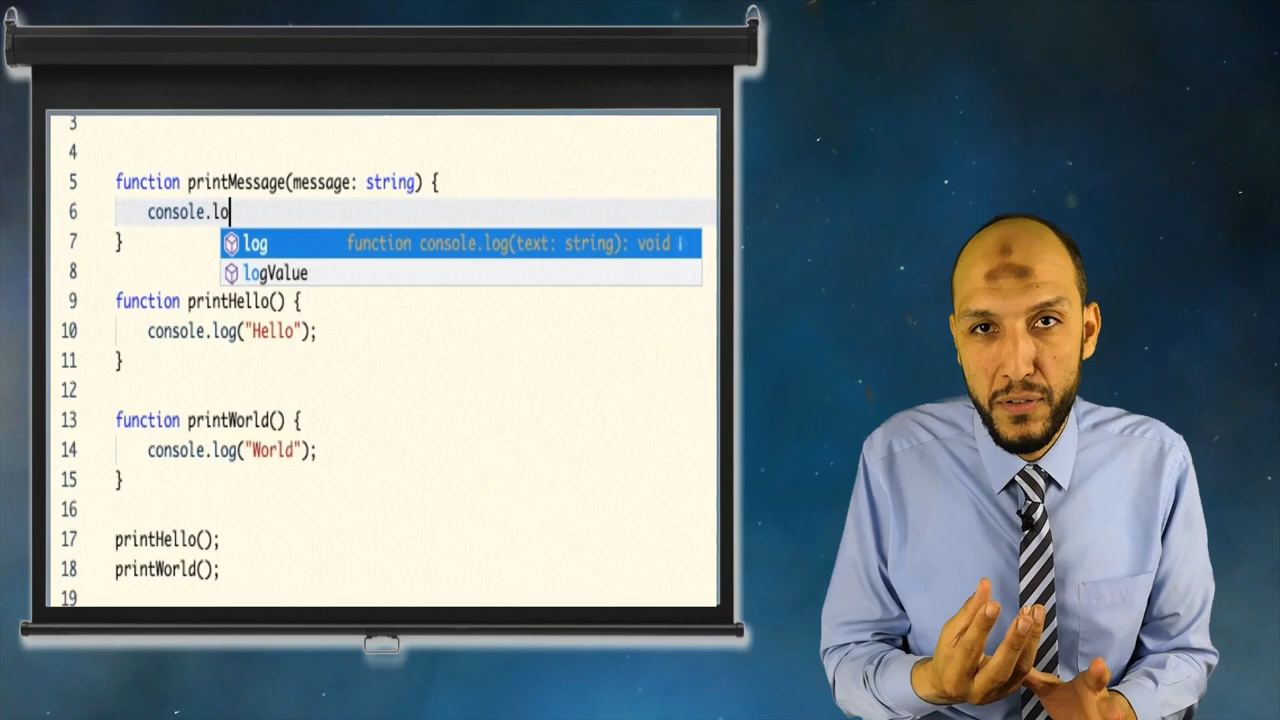 3
4
5 function printMessage(message: string) {
6 console.lo
7 }
log function console.log(text: string): void
8
logValue
9 function printHello() {
10 console.log("Hello");
11 }
12
13 function printWorld() {
14 console.log("World");
15 }
16
17 printHello();
18 printWorld();
19